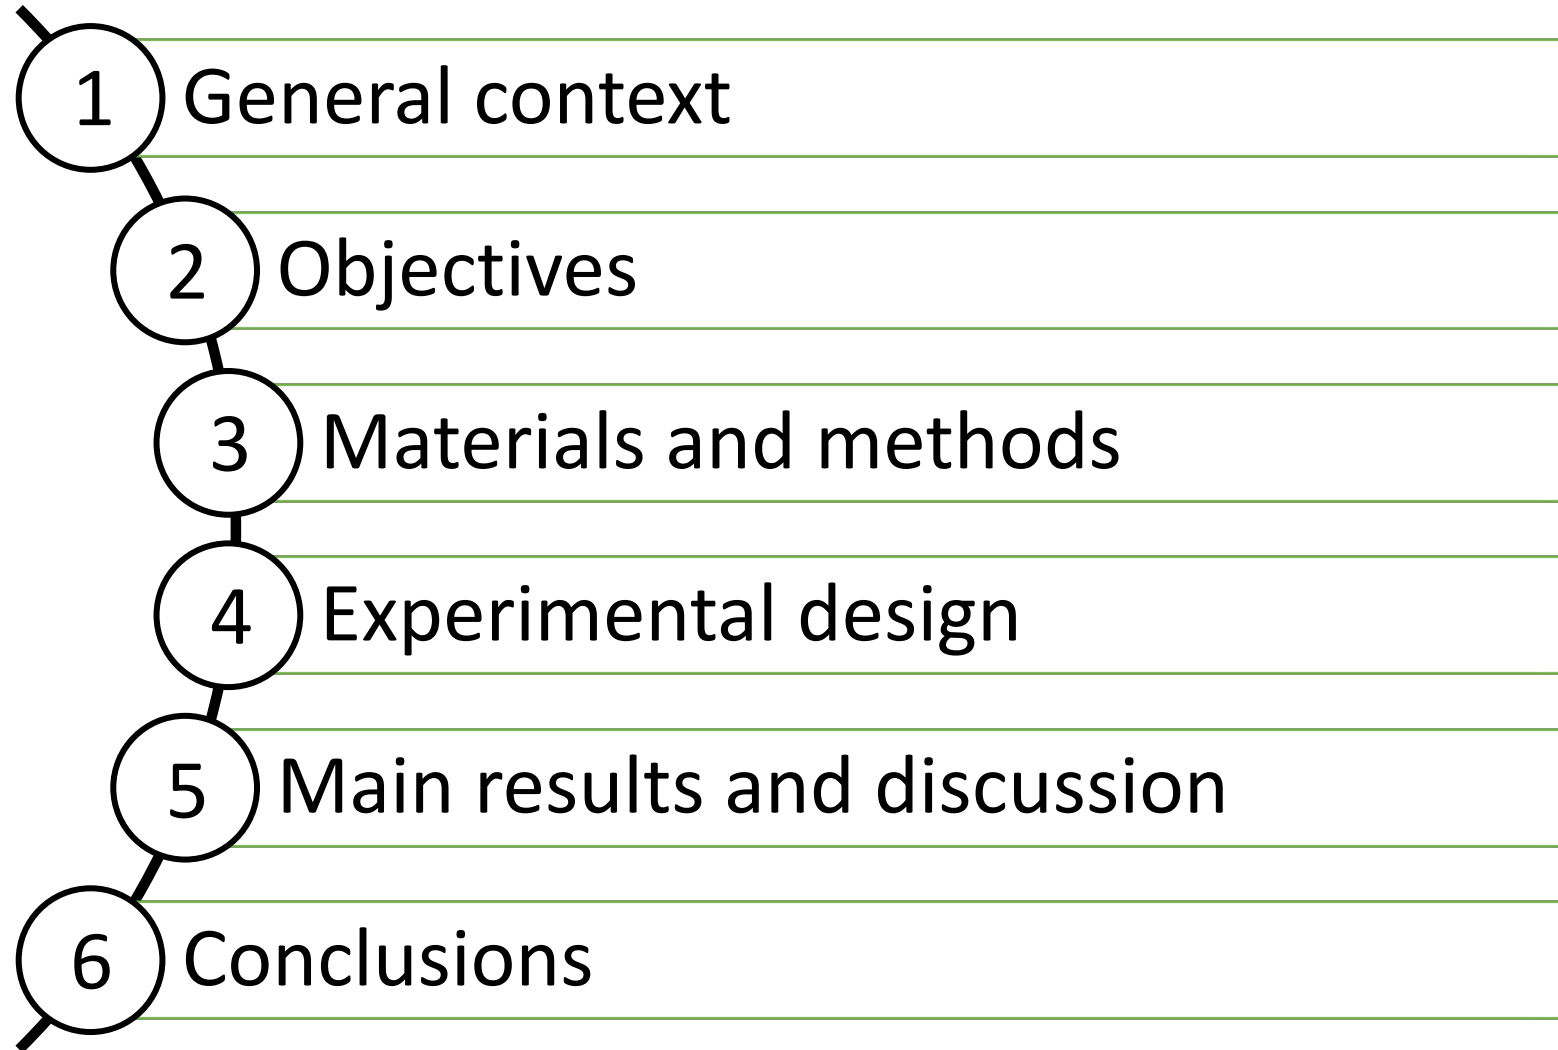 1 General context
2 Objectives
3 Materials and methods
4 Experimental design
5 Main results and discussion
6 Conclusions